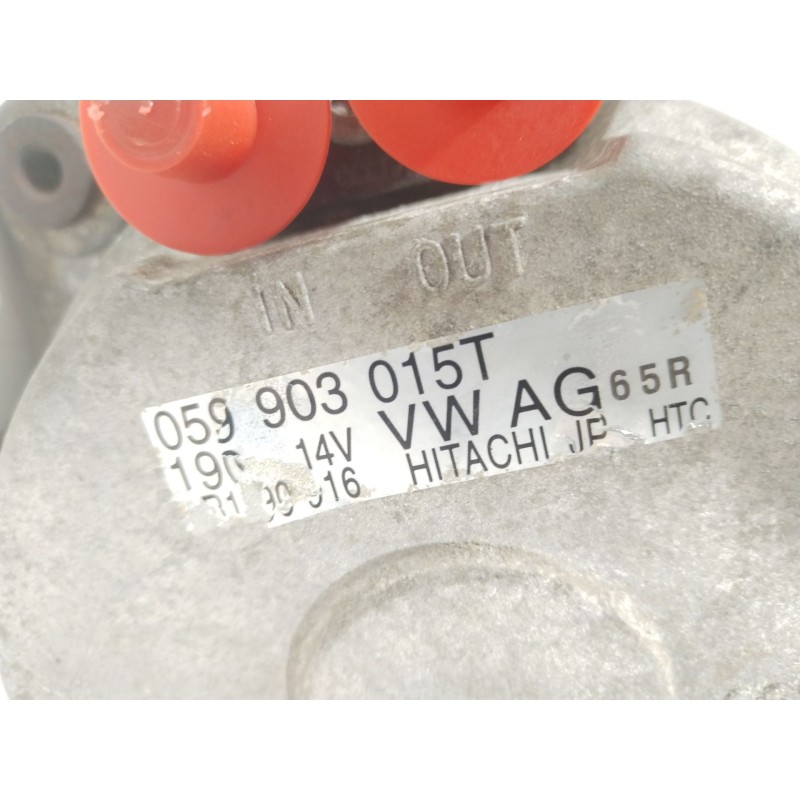 IN OUT
059 903 015T
14V VW AG 65R
HITACHI HTC